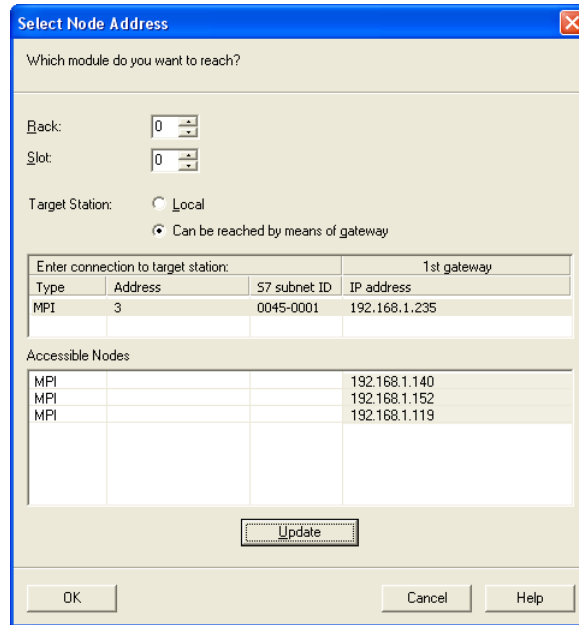 Select Node Address
Which module do you want to reach?
Rack: 0
Slot: 0
Target Station: Local
Can be reached by means of gateway
Enter connection to target station: 1st gateway
Type Address S7 subnet ID IP address
MPI 3 0045-0001 192.168.1.235
Accessible Nodes
MPI 192.168.1.140
MPI 192.168.1.152
MPI 192.168.1.119
Update
OK Cancel Help